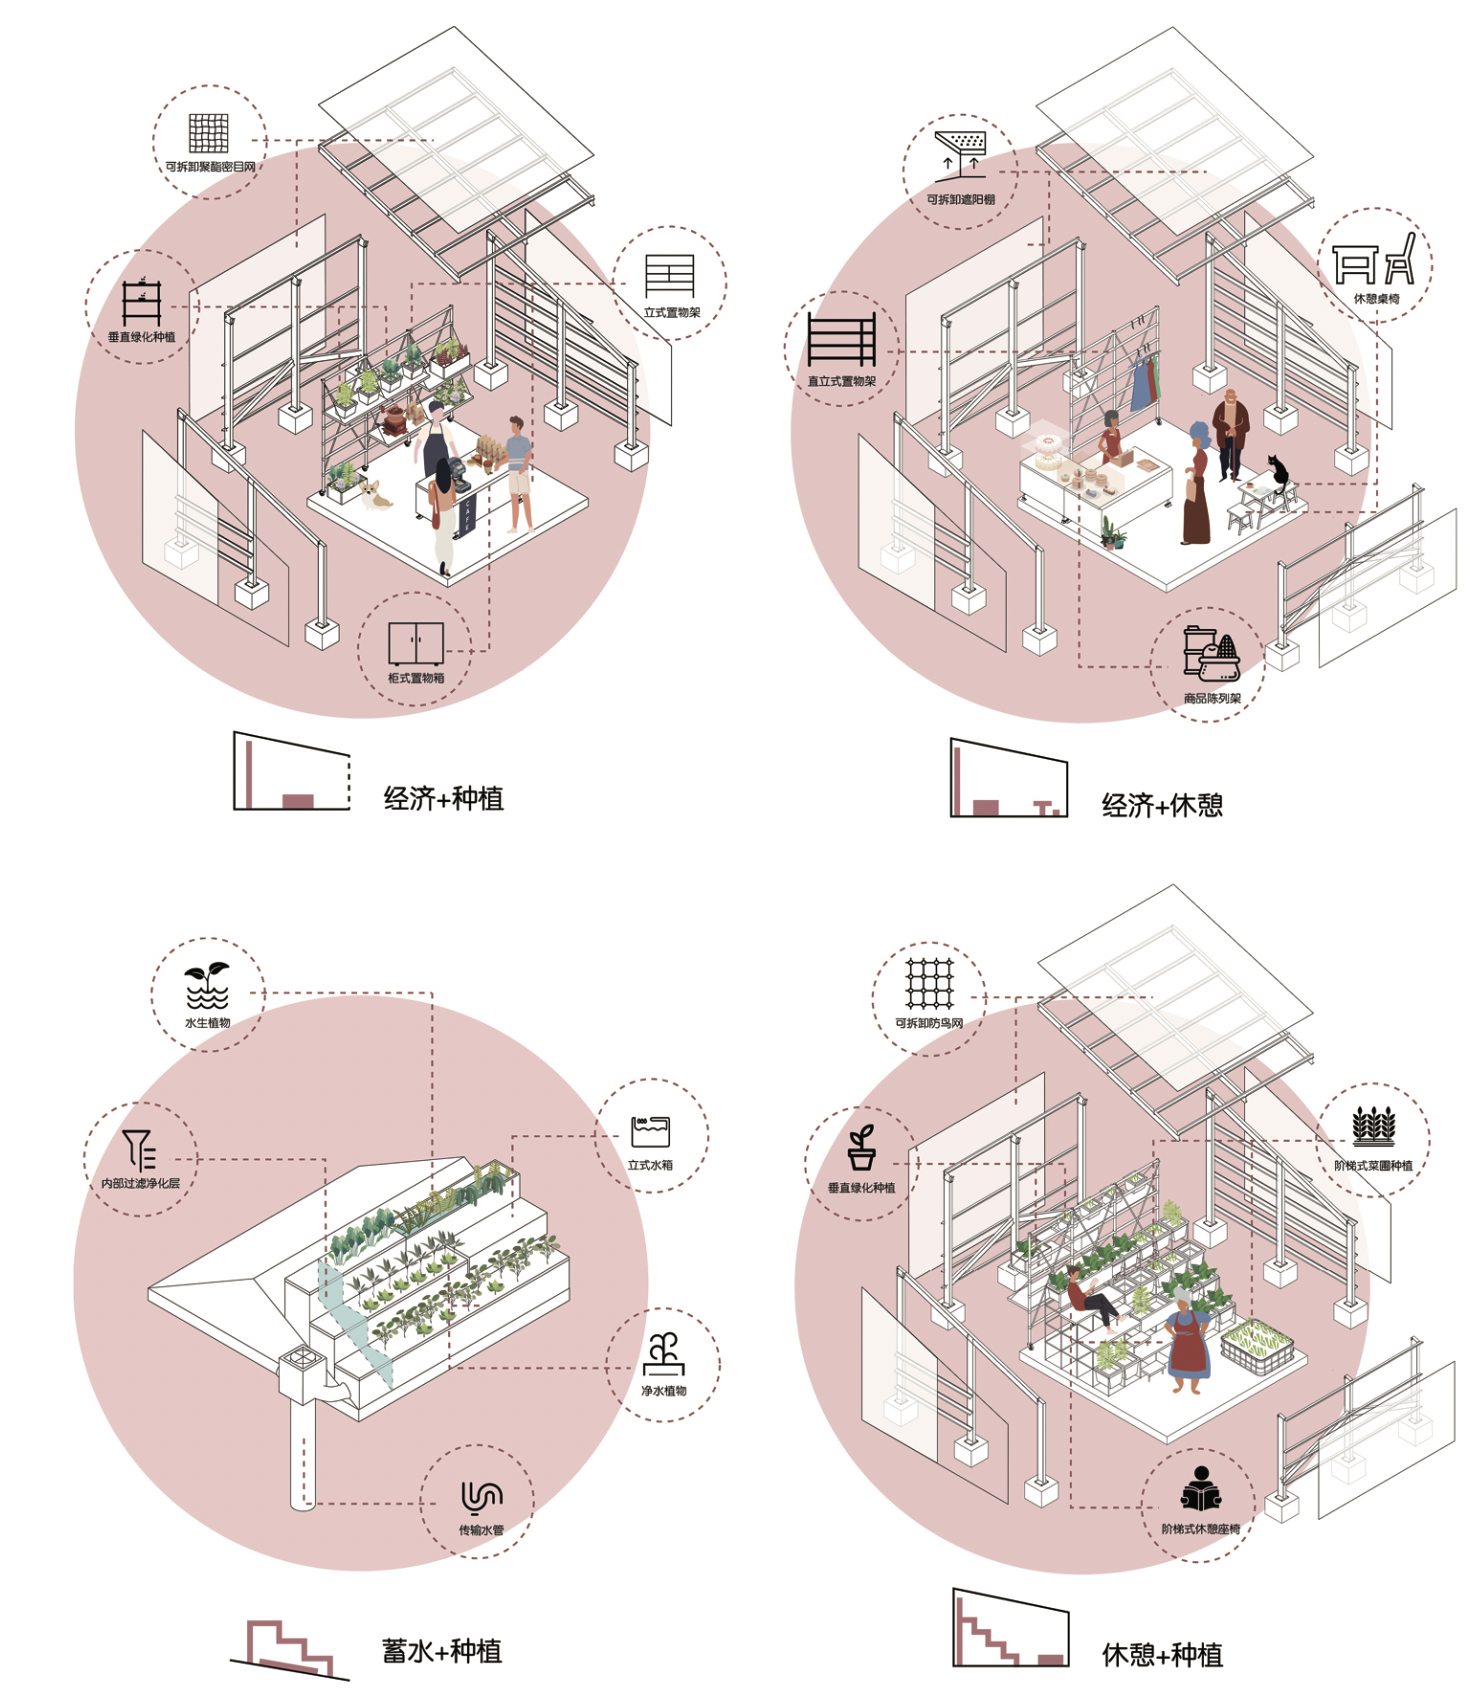 可拆卸聚酯密目网
垂直绿化种植
立式置物架
CAFE
柜式置物箱
经济+种植
可拆卸遮阳棚
休憩桌椅
直立式置物架
商品陈列架
经济+休憩
水生植物
内部过滤净化层
立式水箱
净水植物
传输水管
蓄水+种植
可拆卸防鸟网
垂直绿化种植
阶梯式菜圃种植
阶梯式休憩座椅
休憩+种植